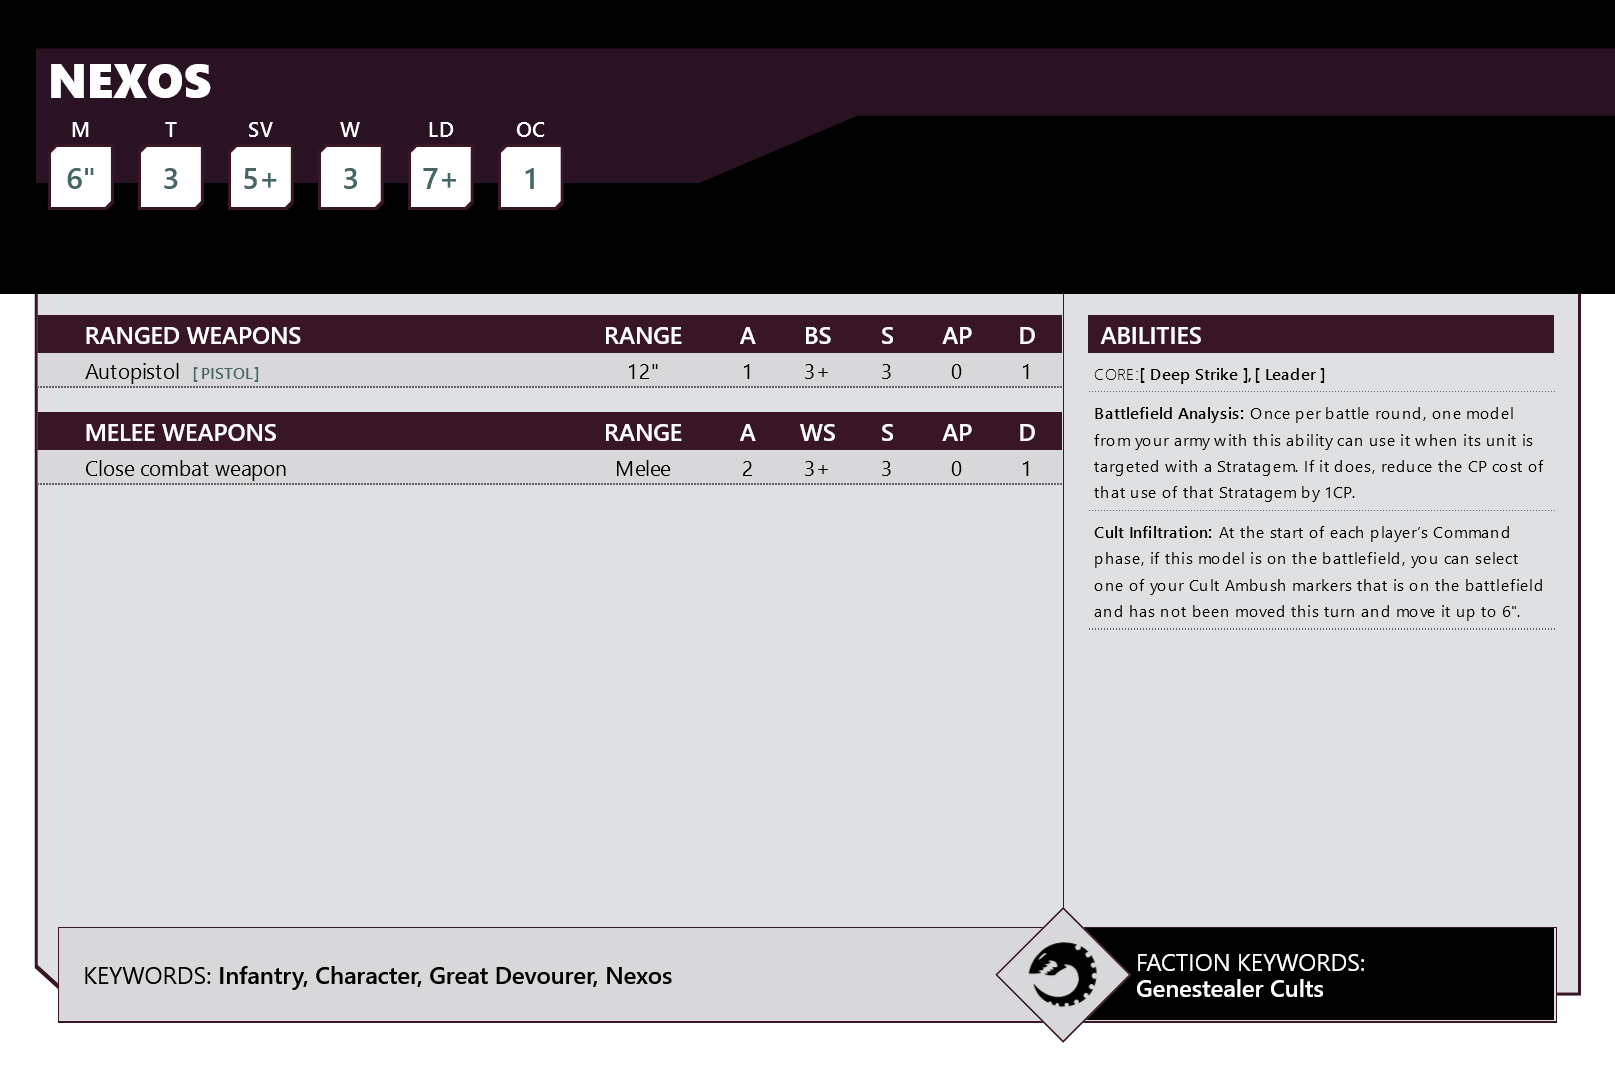 NEXOS
M T SV W LD OC
6" 3 5+ 3 7+ 1
RANGED WEAPONS RANGE A BS S AP D
Autopistol [PISTOL] 12" 1 3+ 3 0 1
MELEE WEAPONS RANGE A WS S AP D
Close combat weapon Melee 2 3+ 3 0 1
ABILITIES
CORE:[ Deep Strike ], [ Leader ]
Battlefield Analysis: Once per battle round, one model
from your army with this ability can use it when its unit is
targeted with a Stratagem. If it does, reduce the CP cost of
that use of that Stratagem by 1CP.
Cult Infiltration: At the start of each player’s Command
phase, if this model is on the battlefield, you can select
one of your Cult Ambush markers that is on the battlefield
and has not been moved this turn and move it up to 6".
KEYWORDS: Infantry, Character, Great Devourer, Nexos
FACTION KEYWORDS:
Genestealer Cults